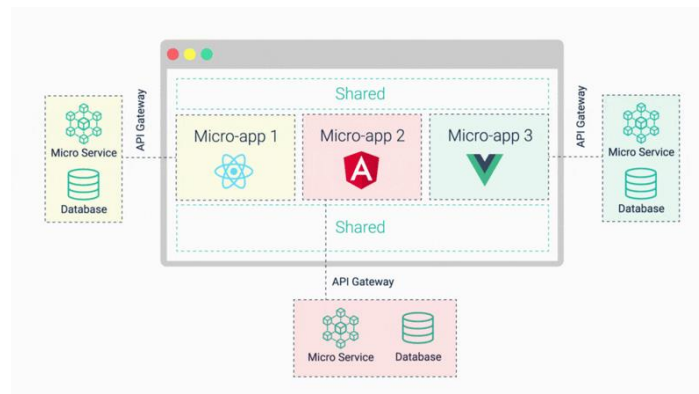 Shared
Micro-app 1
Micro-app 2
Micro-app 3
Shared
API Gateway
Micro Service
Database
API Gateway
Micro Service
Database
API Gateway
Micro Service
Database